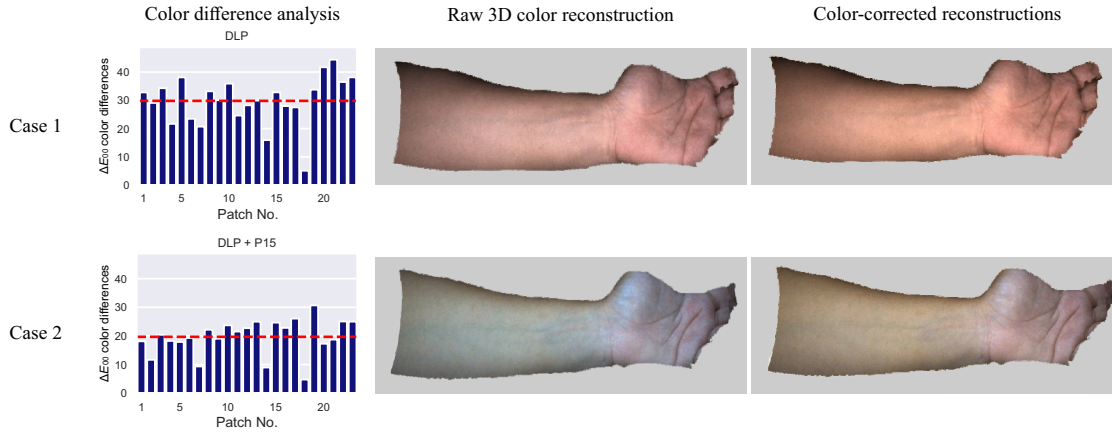 Color difference analysis
Raw 3D color reconstruction
Color-corrected reconstructions
Case 1
DLP
ΔE₀₀ color differences
40
30
20
10
0
1
5
10
15
20
Patch No.
Case 2
DLP + P15
ΔE₀₀ color differences
40
30
20
10
0
1
5
10
15
20
Patch No.